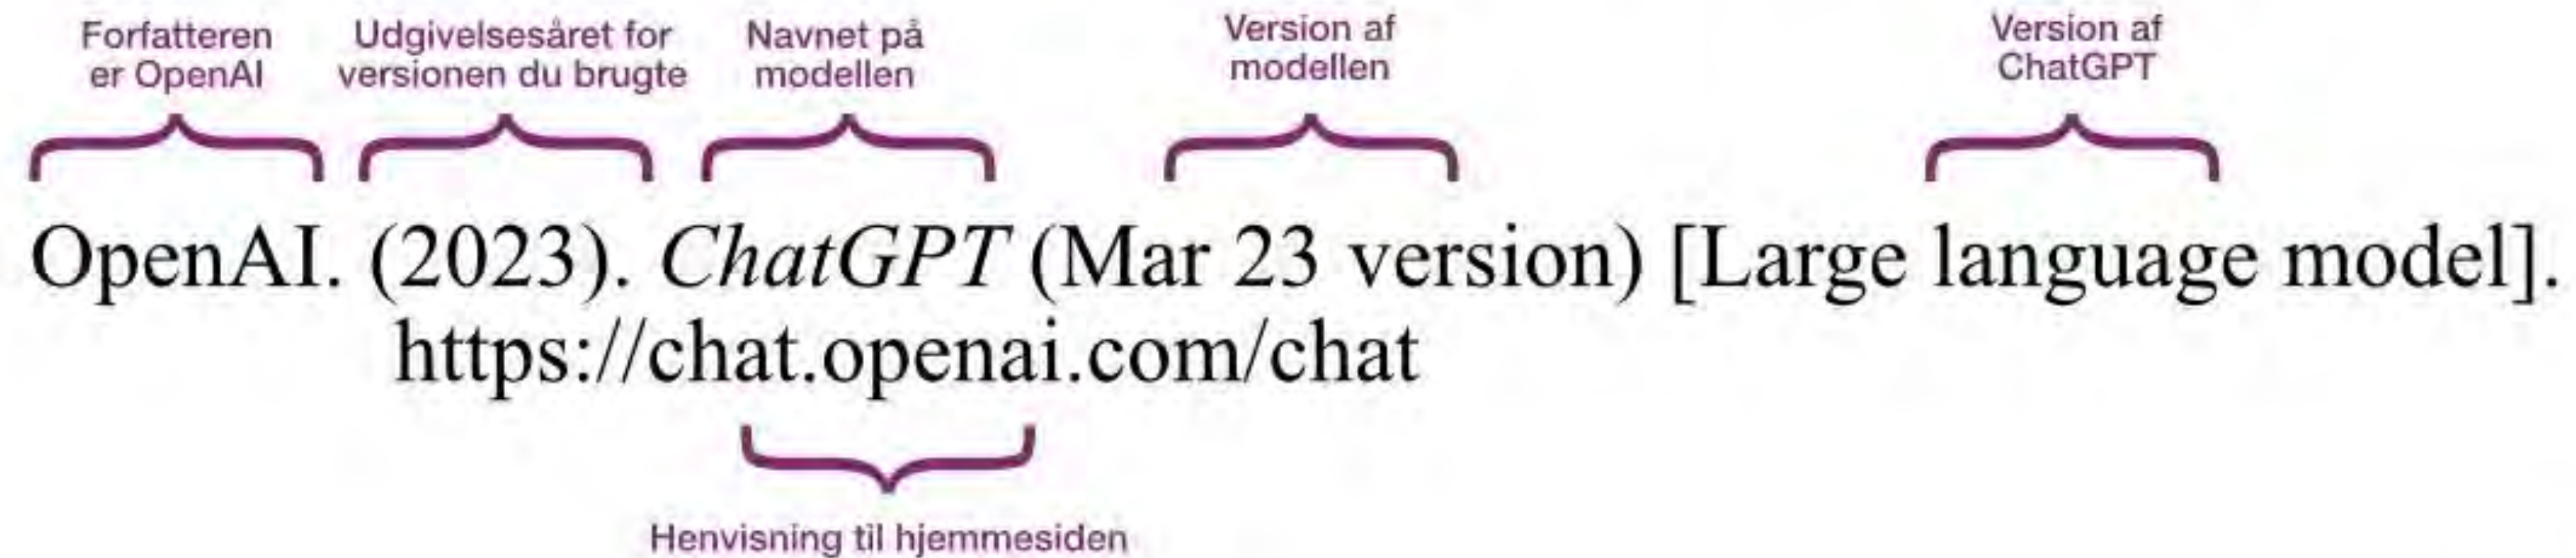 Forfatteren
er OpenAI
Udgivelsesåret for
versionen du brugte
Navnet på
modellen
Version af
modellen
Version af
ChatGPT
OpenAI. (2023). ChatGPT (Mar 23 version) [Large language model].
https://chat.openai.com/chat
Henvisning til hjemmesiden